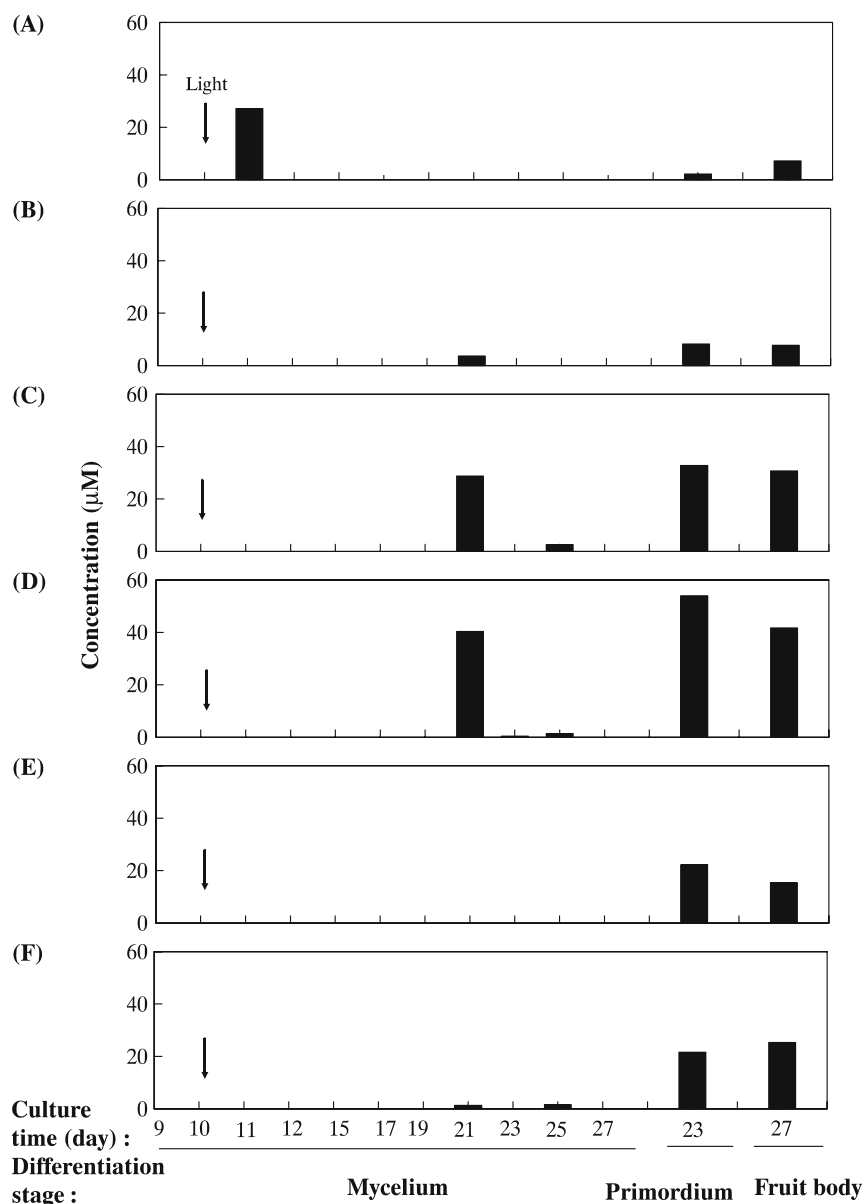 (A)
60
40
20
0
Light
(B)
60
40
20
0
(C)
60
40
20
0
Concentration (μM)
(D)
60
40
20
0
(E)
60
40
20
0
(F)
60
40
20
0
Culture
time (day) : 9 10 11 12 15 17 19 21 23 25 27 23 27
Differentiation
stage : Mycelium Primordium Fruit body